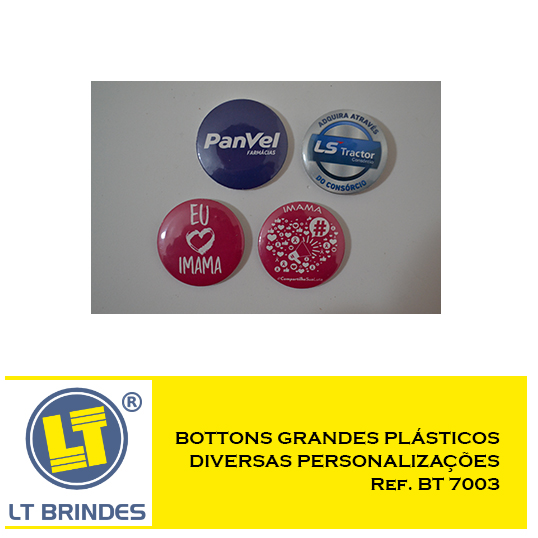 PanVel
FARMÁCIAS
ADQUIRA ATRAVÉS
LS Tractor
Consórcio
DO CONSÓRCIO
EU
IMAMA
IMAMA
#
LT
®
LT BRINDES
BOTTONS GRANDES PLÁSTICOS
DIVERSAS PERSONALIZAÇÕES
REF. BT 7003